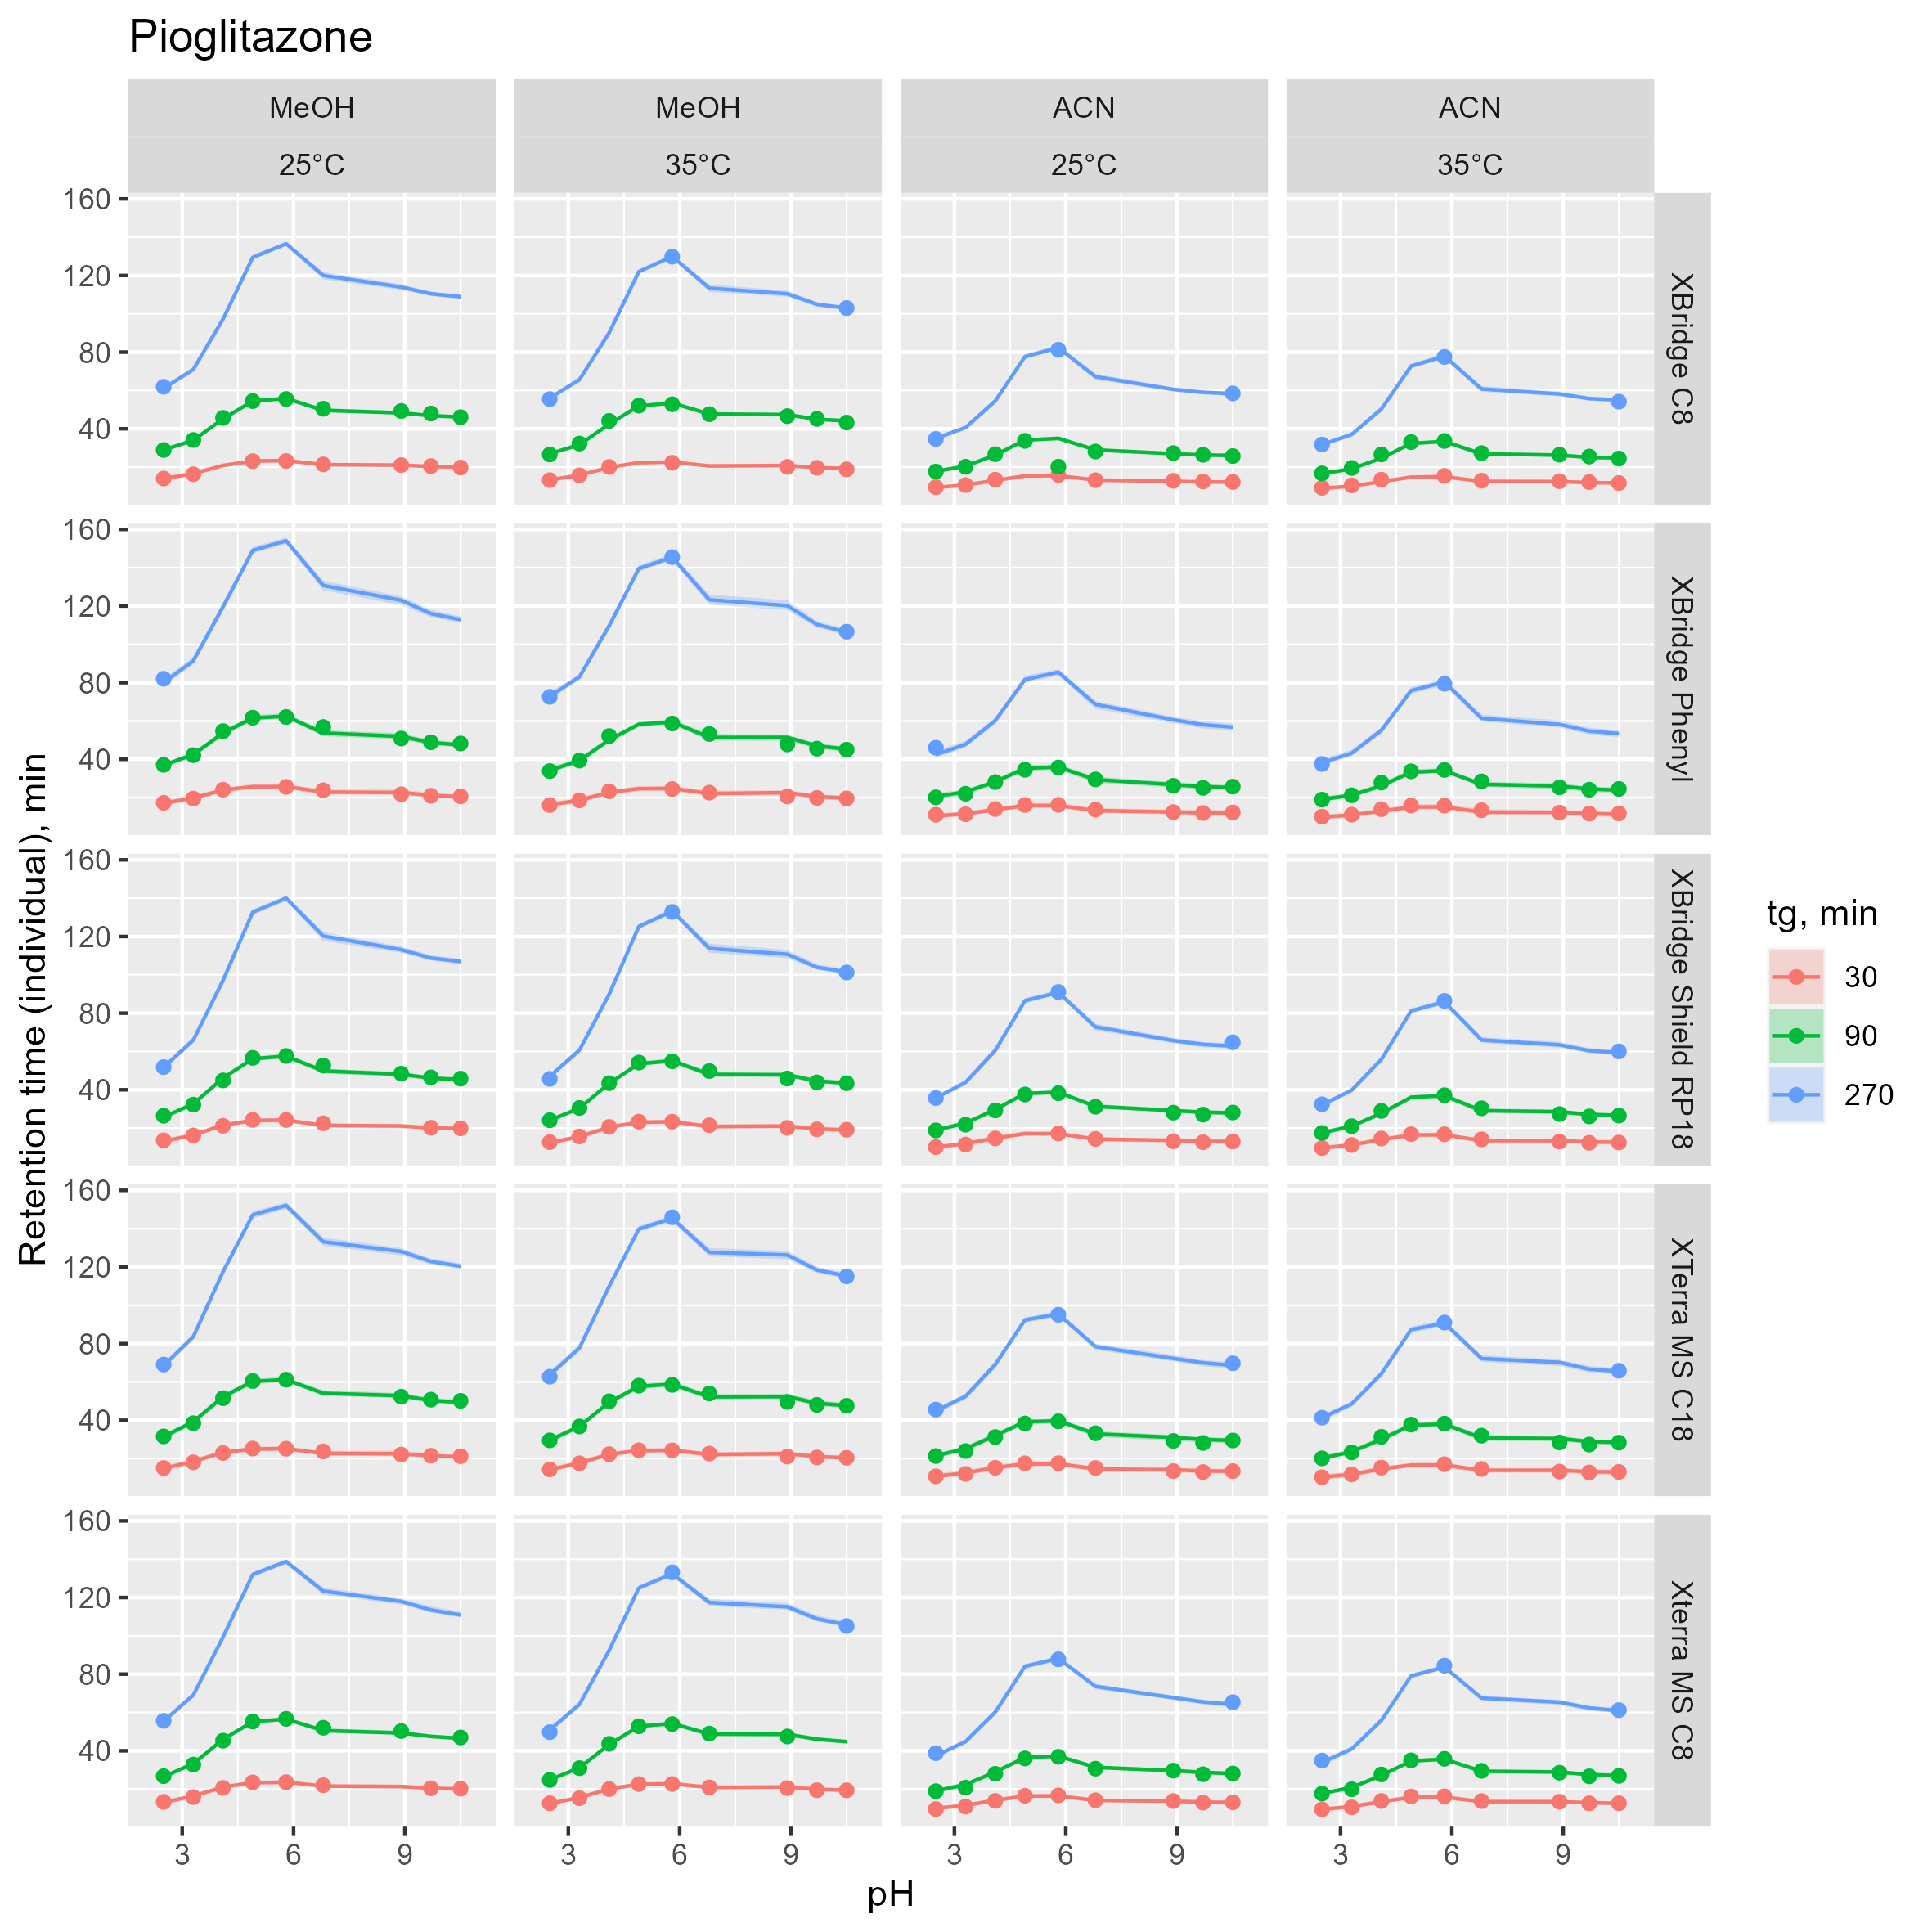 Pioglitazone
MeOH
MeOH
ACN
ACN
25°C
35°C
25°C
35°C
160
120
80
40
XBridge C8
160
120
80
40
XBridge Phenyl
160
120
80
40
XBridge Shield RP18
160
120
80
40
XTerra MS C18
160
120
80
40
Xterra MS C8
3
6
9
3
6
9
3
6
9
3
6
9
pH
Retention time (individual), min
tg, min
30
90
270